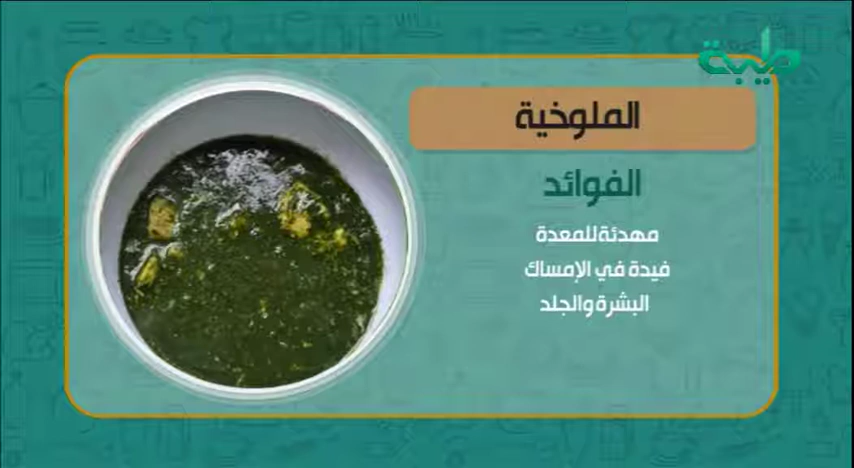 طيبة
الملوخية
الفوائد
مهدئة للمعدة
فيدة في الإمساك
البشرة والجلد